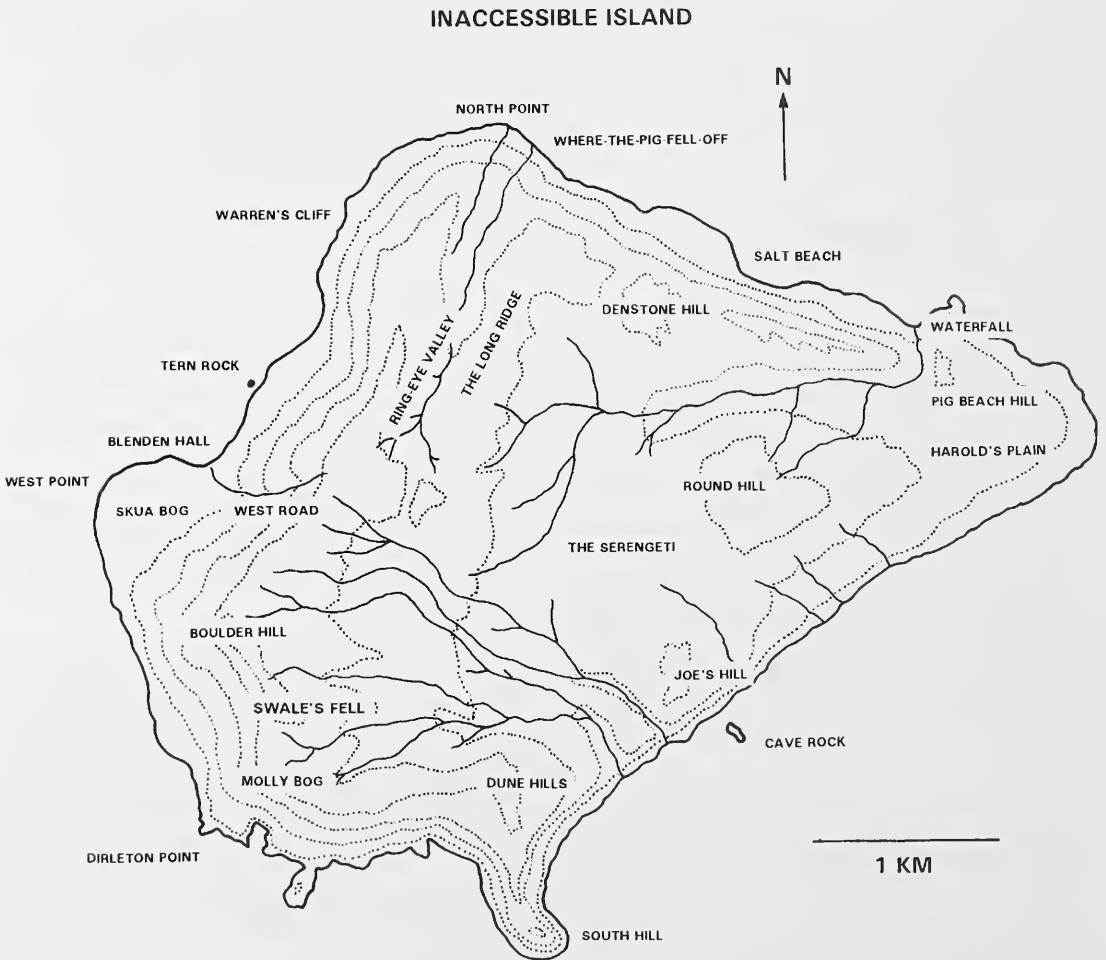 INACCESSIBLE ISLAND
N
NORTH POINT
WHERE-THE-PIG-FELL-OFF
WARREN'S CLIFF
SALT BEACH
DENSTONE HILL
WATERFALL
RING-EYE VALLEY
THE LONG RIDGE
TERN ROCK
PIG BEACH HILL
BLENDEN HALL
HAROLD'S PLAIN
WEST POINT
SKUA BOG
WEST ROAD
ROUND HILL
THE SERENGETI
BOULDER HILL
JOE'S HILL
SWALE'S FELL
CAVE ROCK
MOLLY BOG
DUNE HILLS
DIRLETON POINT
1 KM
SOUTH HILL